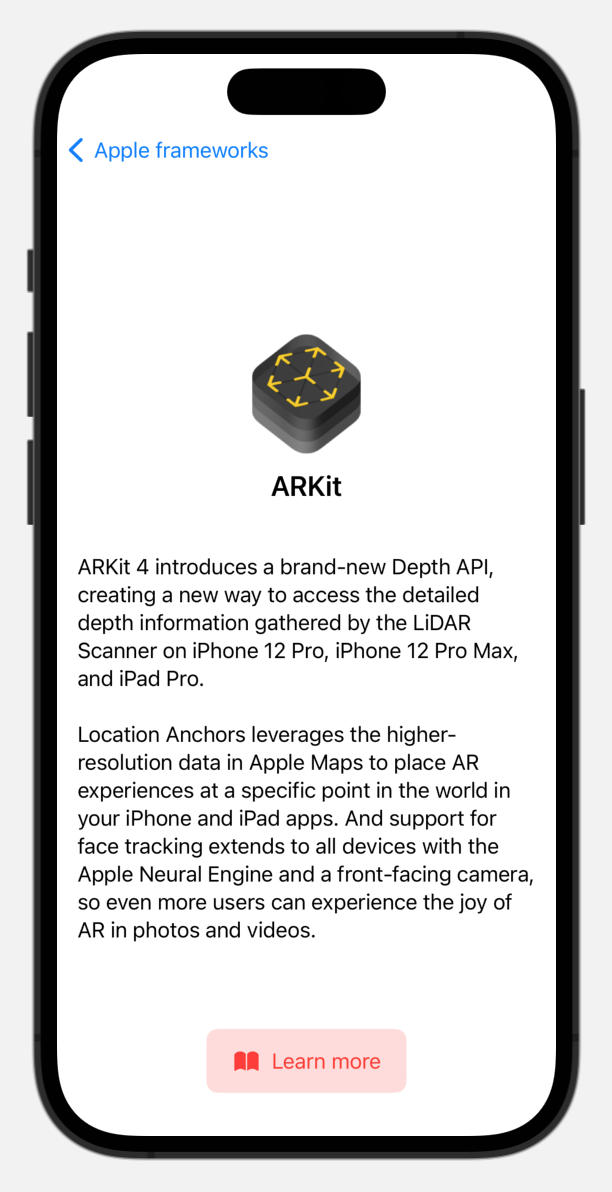 Apple frameworks
ARKit
ARKit 4 introduces a brand-new Depth API,
creating a new way to access the detailed
depth information gathered by the LiDAR
Scanner on iPhone 12 Pro, iPhone 12 Pro Max,
and iPad Pro.
Location Anchors leverages the higher-
resolution data in Apple Maps to place AR
experiences at a specific point in the world in
your iPhone and iPad apps. And support for
face tracking extends to all devices with the
Apple Neural Engine and a front-facing camera,
so even more users can experience the joy of
AR in photos and videos.
Learn more